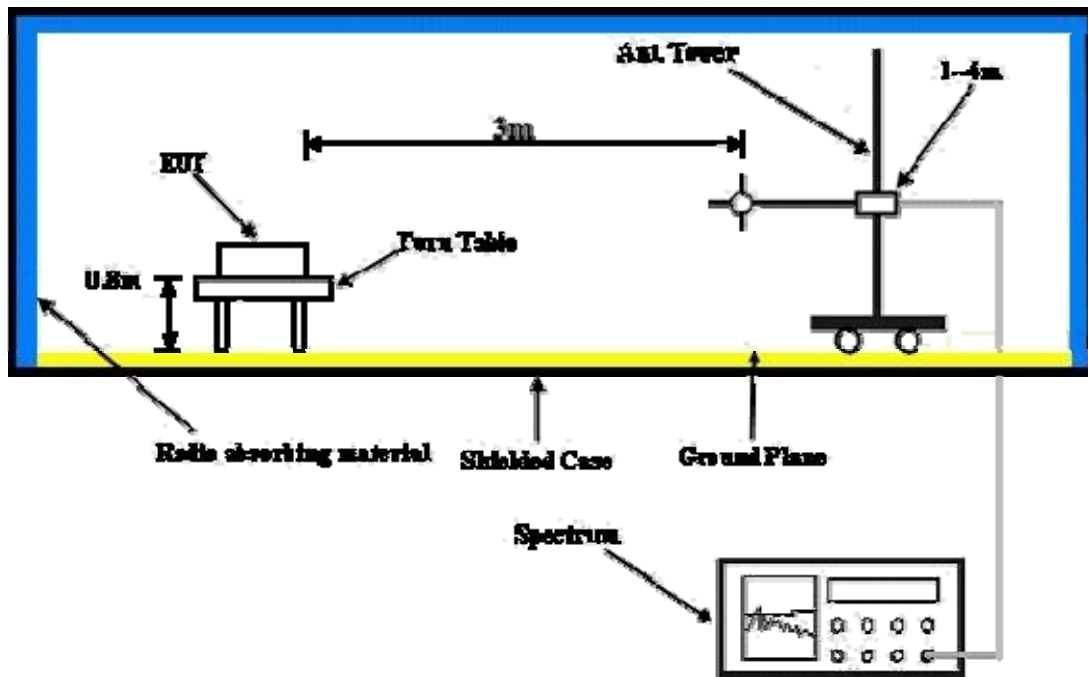 Ant. Tower
1-4m
3m
EUT
Turn Table
0.8m
Radio absorbing material
Shielded Case
Ground Plane
Spectrum